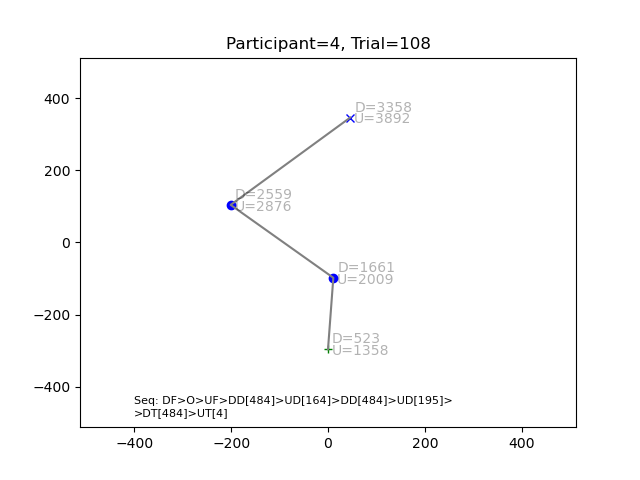 Participant=4, Trial=108
400
200
0
−200
−400
D=3358
U=3892
D=2559
U=2876
D=1661
U=2009
D=523
U=1358
Seq: DF>O>UF>DD[484]>UD[164]>DD[484]>UD[195]>
>DT[484]>UT[4]
−400
−200
0
200
400